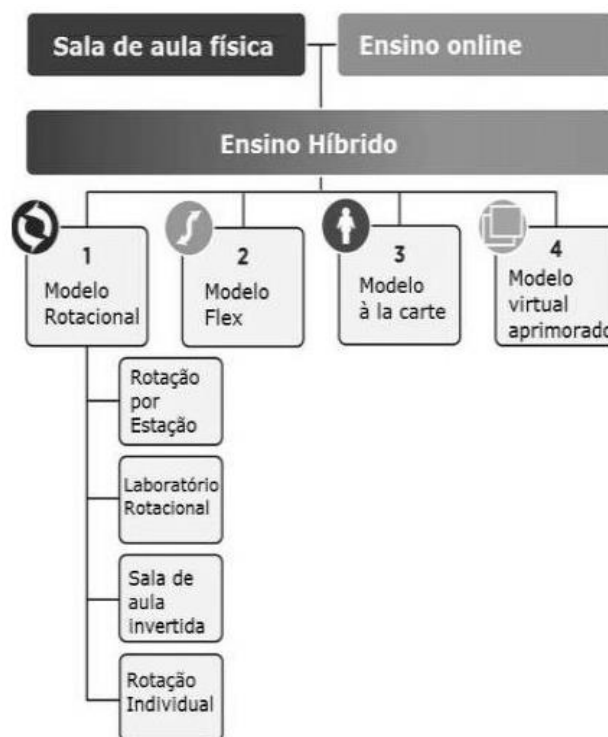 Sala de aula física
Ensino online
Ensino Híbrido
1
Modelo
Rotacional
2
Modelo
Flex
3
Modelo
à la carte
4
Modelo
virtual
aprimorado
Rotação
por
Estação
Laboratório
Rotacional
Sala de
aula
invertida
Rotação
Individual